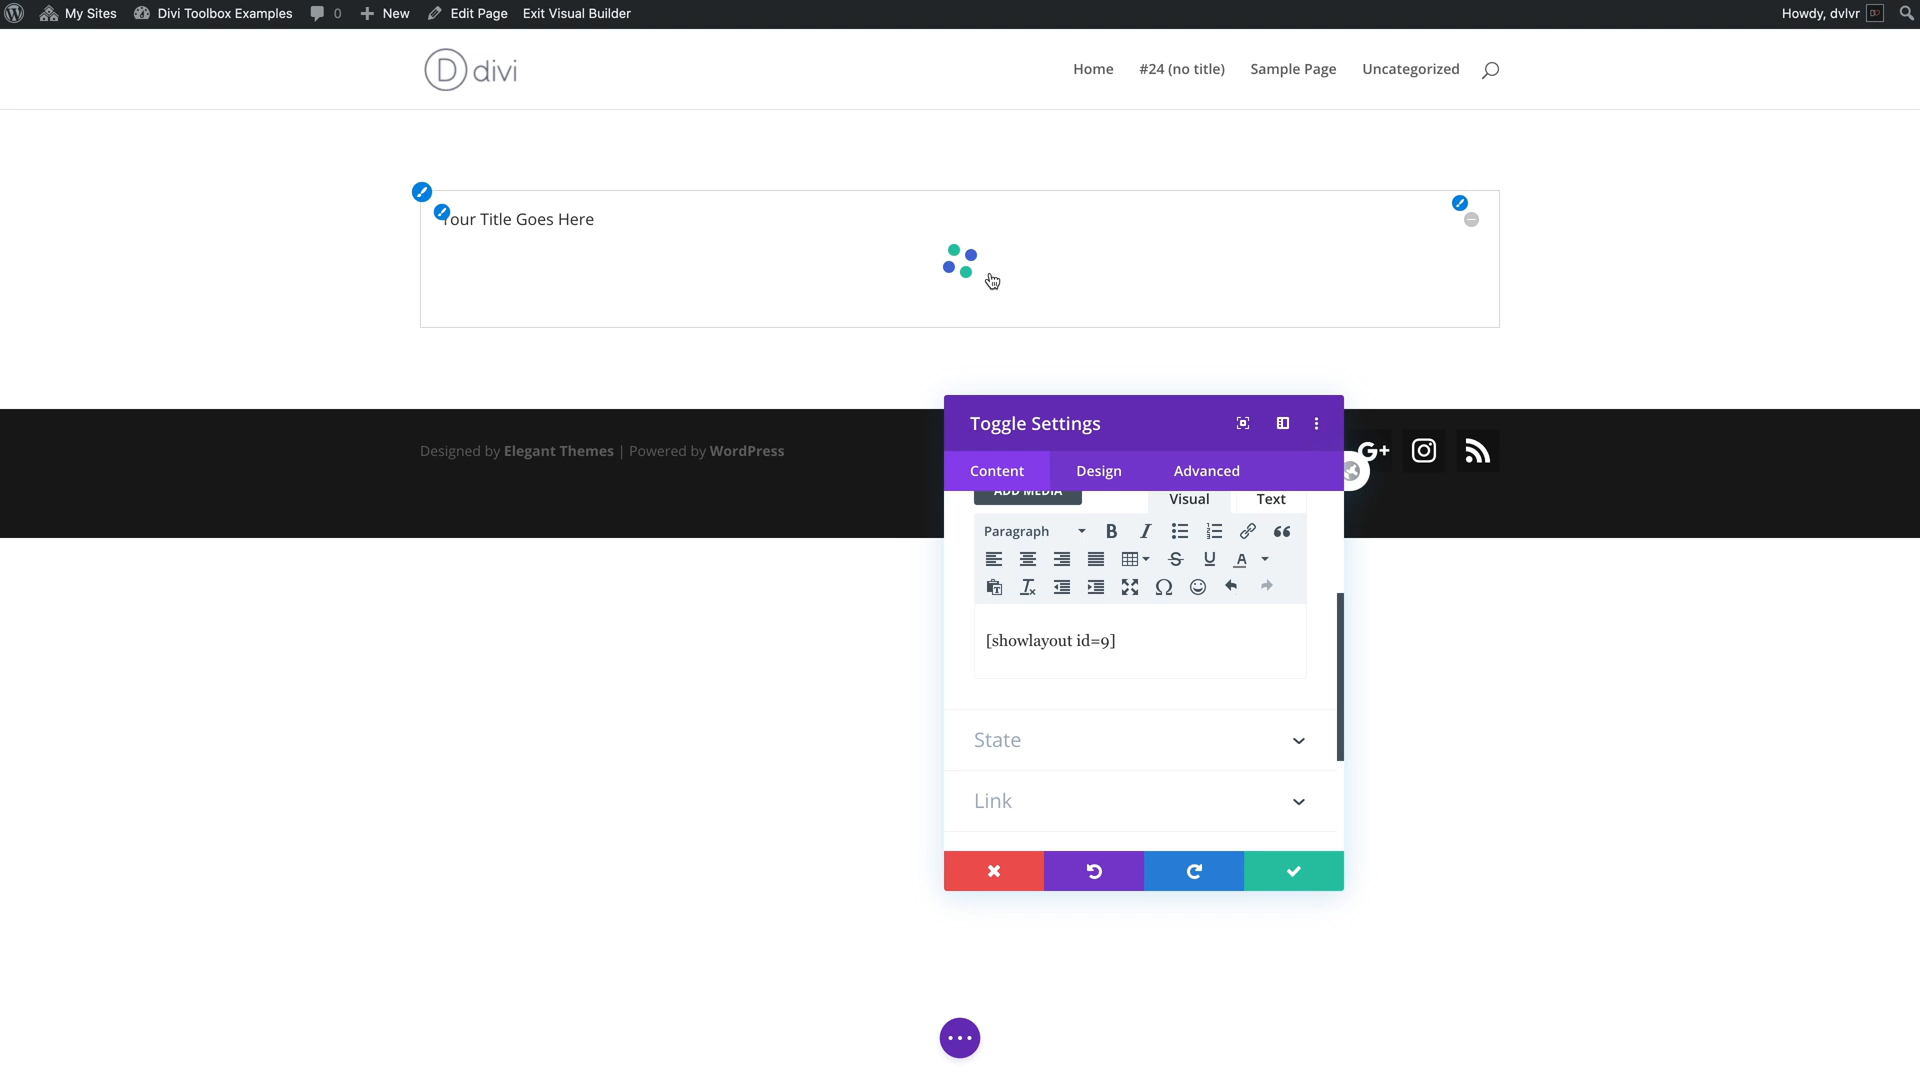 My Sites Divi Toolbox Examples 0 New Edit Page Exit Visual Builder Howdy, dvlvr
D divi
Home #24 (no title) Sample Page Uncategorized
Your Title Goes Here
Toggle Settings
Designed by Elegant Themes | Powered by WordPress
G+
Content Design Advanced
ADD MEDIA
Visual Text
Paragraph
[showlayout id=9]
State
Link